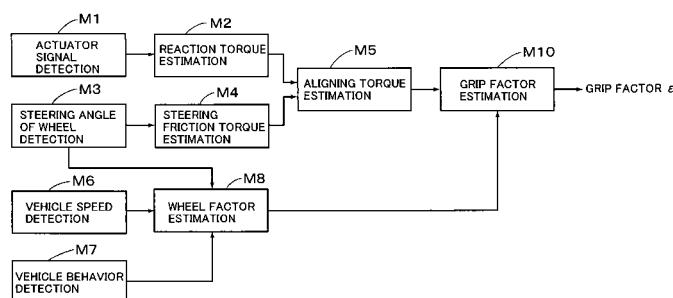 M1
ACTUATOR
SIGNAL
DETECTION
M2
REACTION TORQUE
ESTIMATION
M3
STEERING ANGLE
OF WHEEL
DETECTION
M4
STEERING
FRICTION TORQUE
ESTIMATION
M5
ALIGNING TORQUE
ESTIMATION
M10
GRIP FACTOR
ESTIMATION
GRIP FACTOR ε
M6
VEHICLE SPEED
DETECTION
M8
WHEEL FACTOR
ESTIMATION
M7
VEHICLE BEHAVIOR
DETECTION